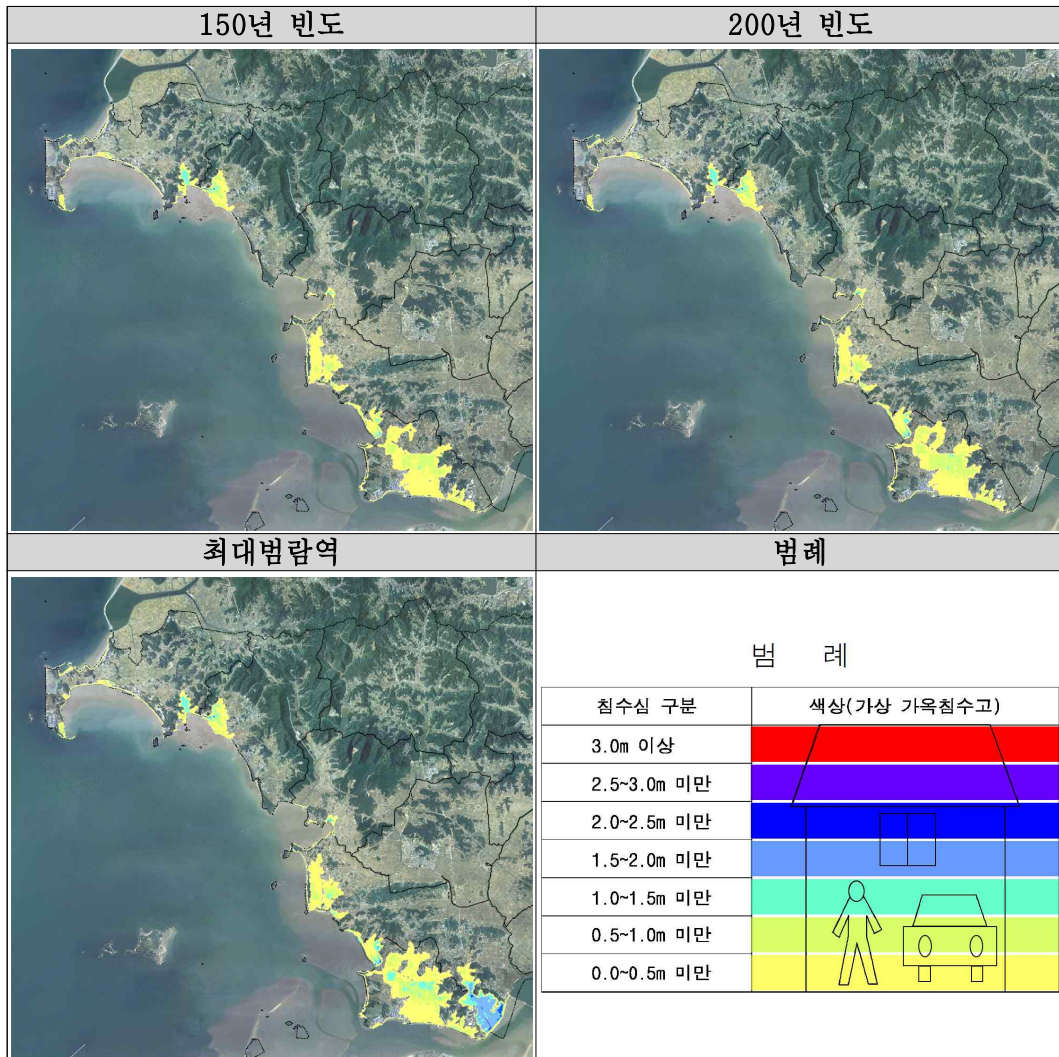 150년 빈도
200년 빈도
최대범람역
범례
범 례
침수심 구분
색상(가상 가옥침수고)
3.0m 이상
2.5~3.0m 미만
2.0~2.5m 미만
1.5~2.0m 미만
1.0~1.5m 미만
0.5~1.0m 미만
0.0~0.5m 미만